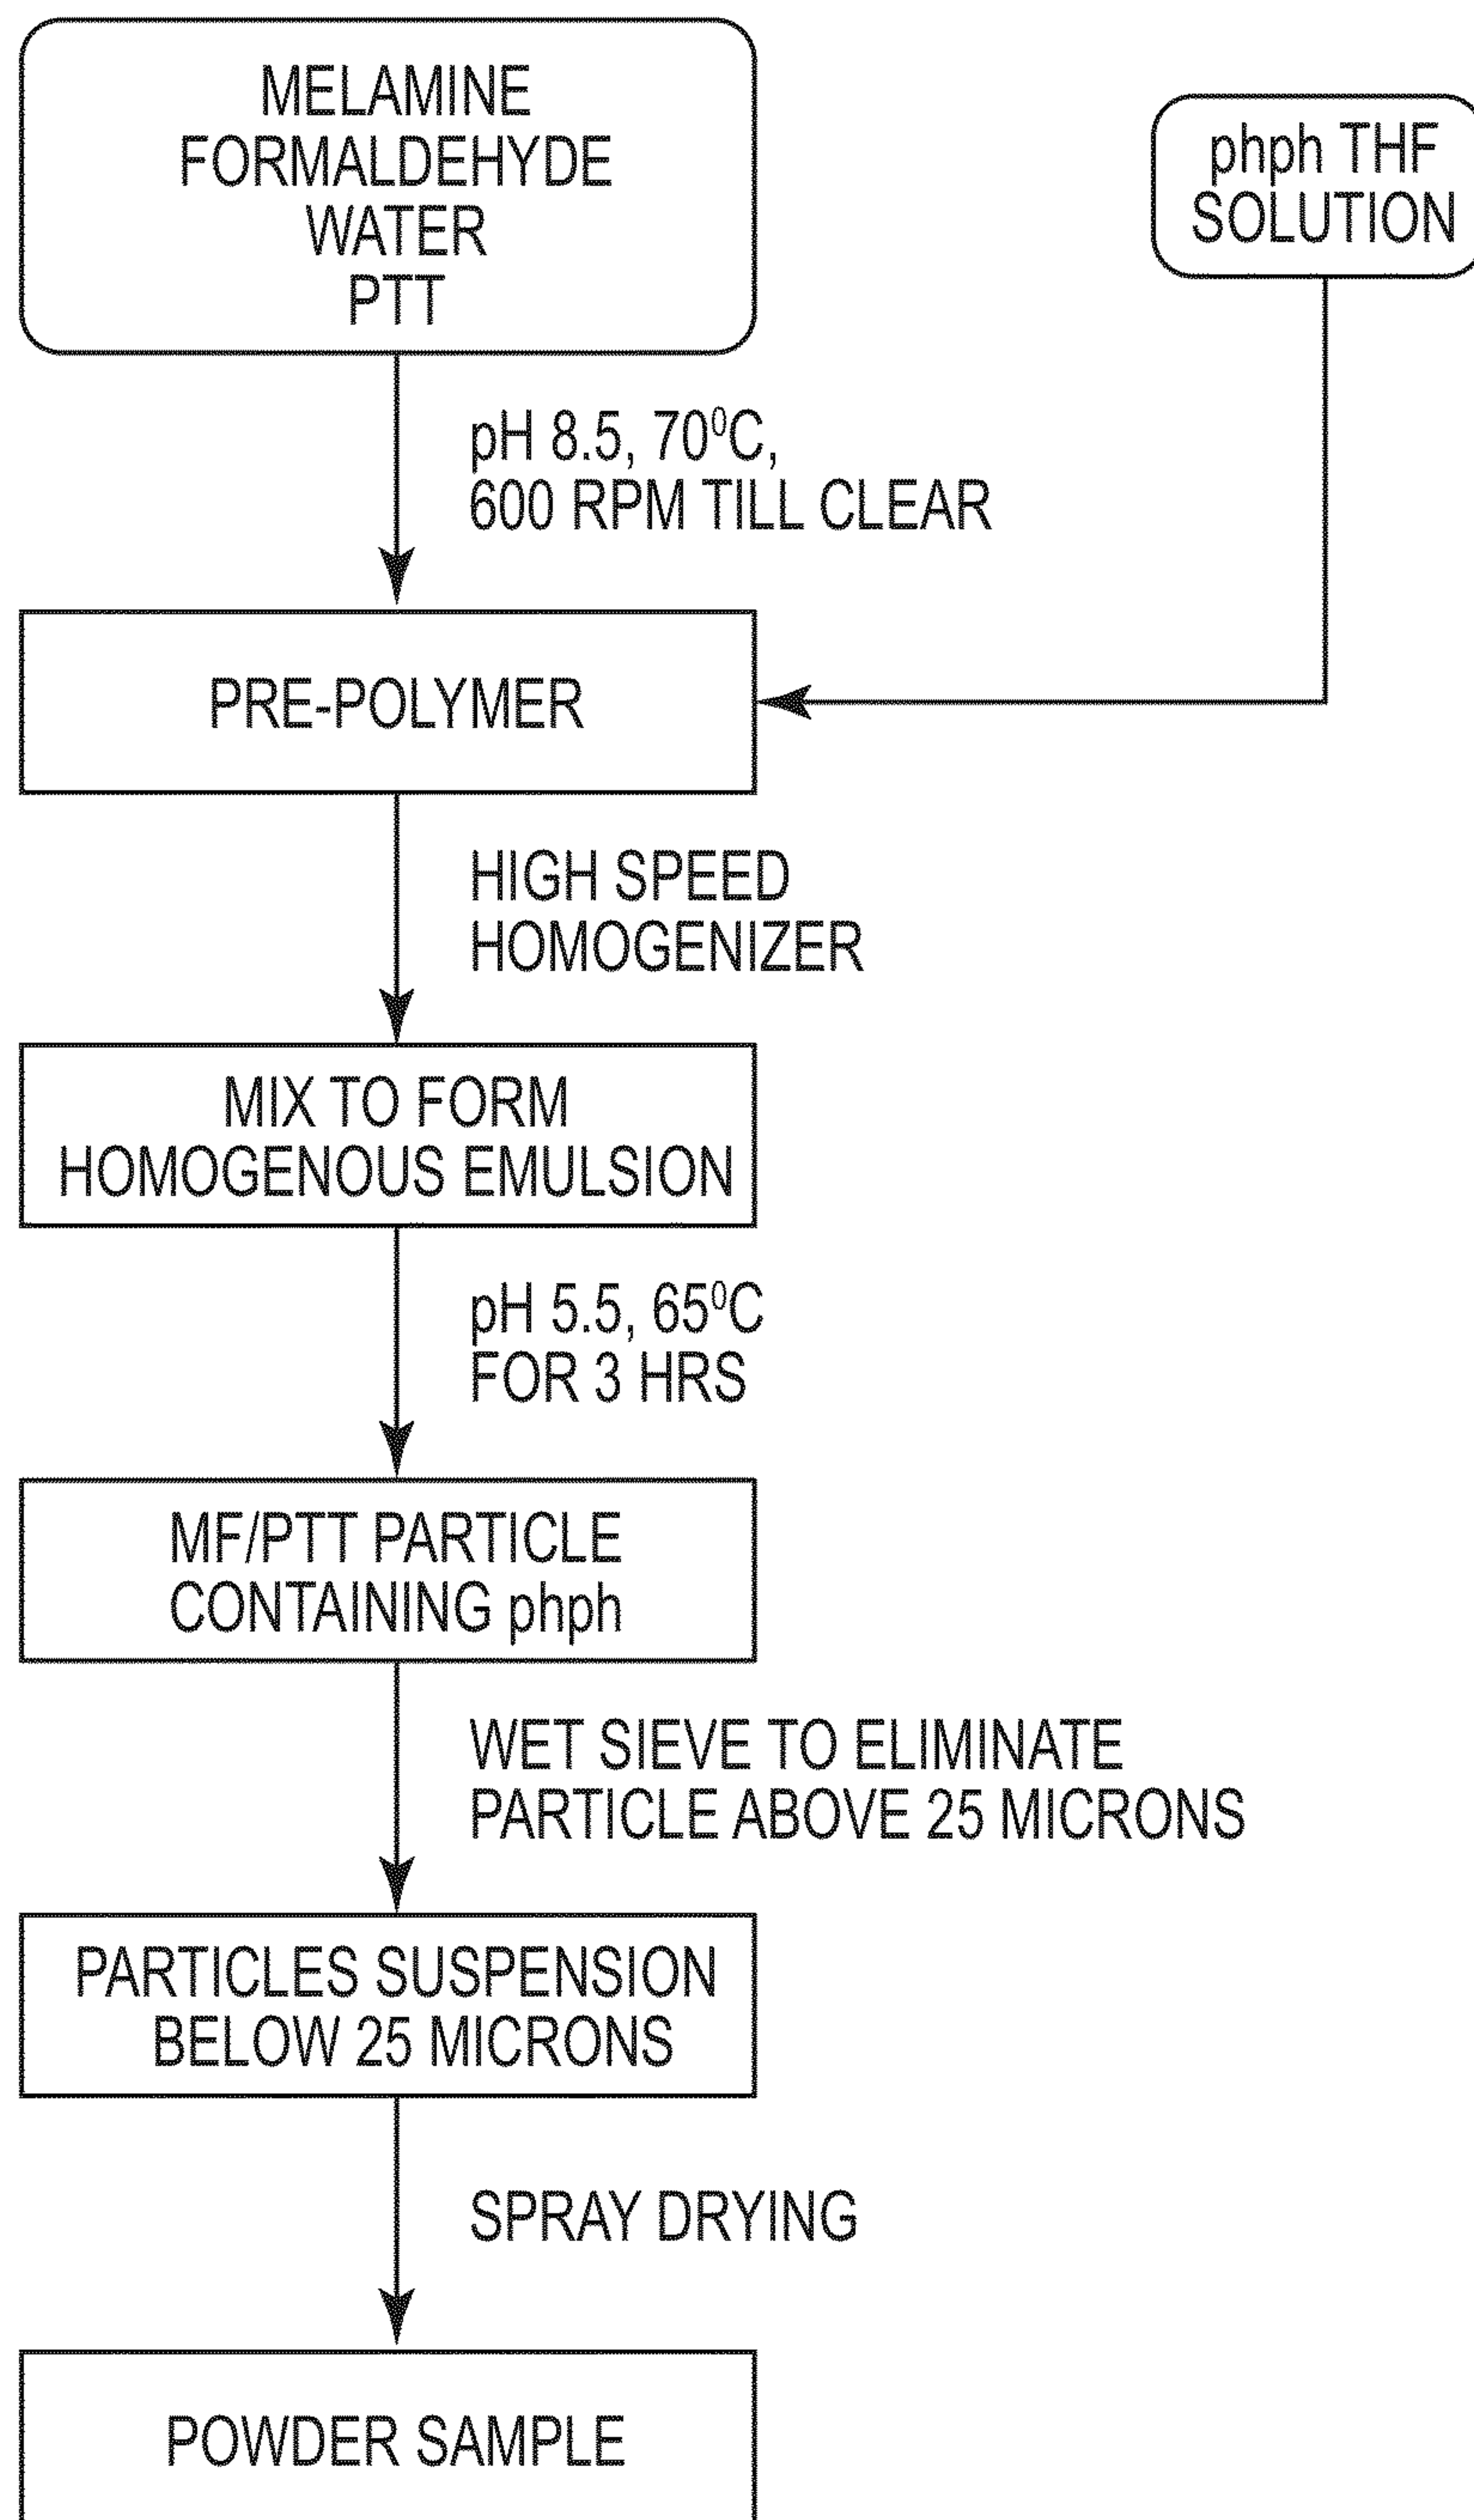 MELAMINE
FORMALDEHYDE
WATER
PTT
phph THF
SOLUTION
pH 8.5, 70⁰C,
600 RPM TILL CLEAR
PRE-POLYMER
HIGH SPEED
HOMOGENIZER
MIX TO FORM
HOMOGENOUS EMULSION
pH 5.5, 65⁰C
FOR 3 HRS
MF/PTT PARTICLE
CONTAINING phph
WET SIEVE TO ELIMINATE
PARTICLE ABOVE 25 MICRONS
PARTICLES SUSPENSION
BELOW 25 MICRONS
SPRAY DRYING
POWDER SAMPLE